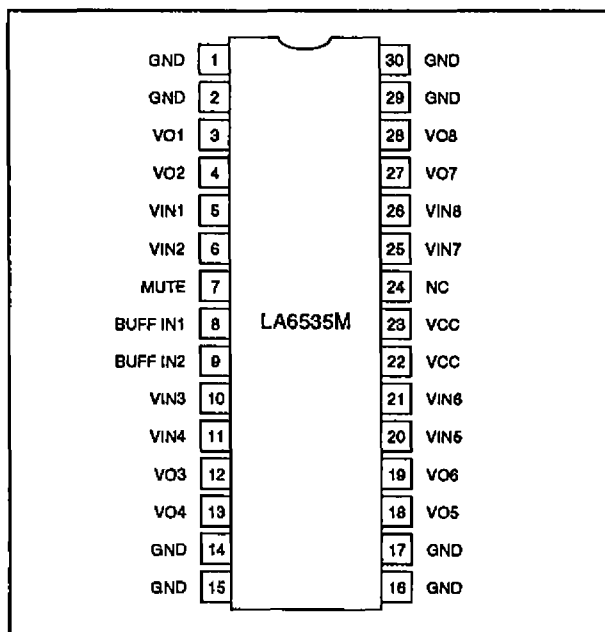 GND 1 30 GND
GND 2 29 GND
VO1 3 28 VO8
VO2 4 27 VO7
VIN1 5 26 VIN8
VIN2 6 25 VIN7
MUTE 7 24 NC
BUFF IN1 8 LA6535M 23 VCC
BUFF IN2 9 22 VCC
VIN3 10 21 VIN6
VIN4 11 20 VIN5
VO3 12 19 VO6
VO4 13 18 VO5
GND 14 17 GND
GND 15 16 GND